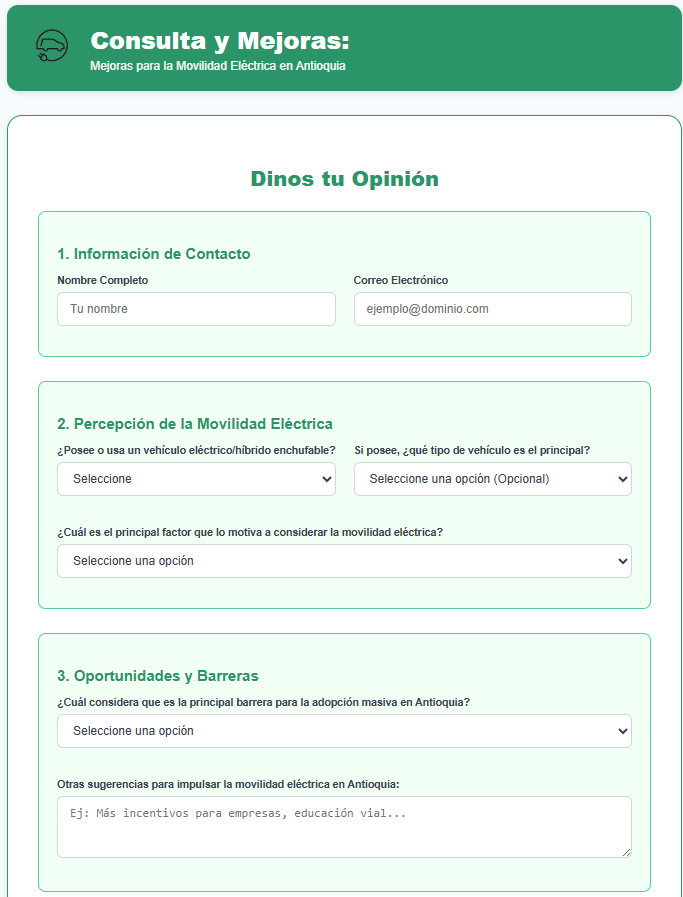 Consulta y Mejoras:
Mejoras para la Movilidad Eléctrica en Antioquia
Dinos tu Opinión
1. Información de Contacto
Nombre Completo
Correo Electrónico
Tu nombre
ejemplo@dominio.com
2. Percepción de la Movilidad Eléctrica
¿Posee o usa un vehículo eléctrico/híbrido enchufable?
Si posee, ¿qué tipo de vehículo es el principal?
Seleccione
Seleccione una opción (Opcional)
¿Cuál es el principal factor que lo motiva a considerar la movilidad eléctrica?
Seleccione una opción
3. Oportunidades y Barreras
¿Cuál considera que es la principal barrera para la adopción masiva en Antioquia?
Seleccione una opción
Otras sugerencias para impulsar la movilidad eléctrica en Antioquia:
Ej: Más incentivos para empresas, educación vial...